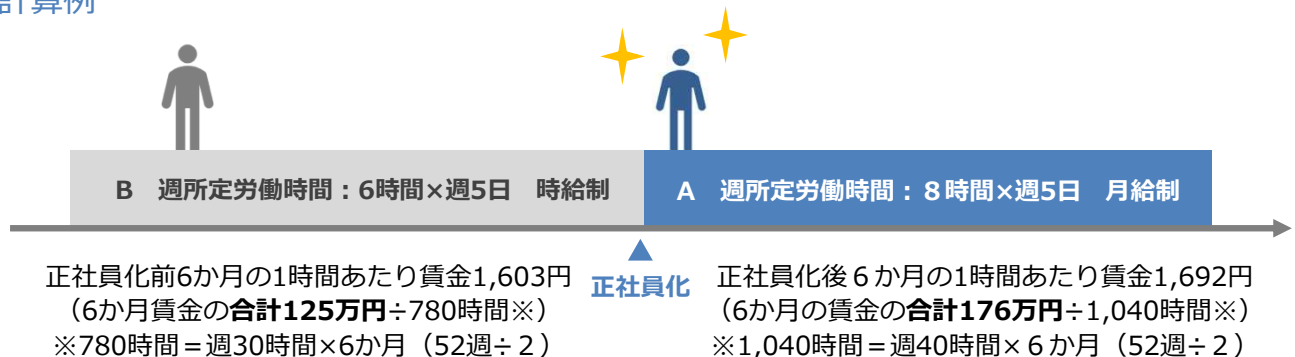 計算例
B 週所定労働時間：6時間×週5日 時給制
A 週所定労働時間：８時間×週5日 月給制
正社員化
正社員化前6か月の1時間あたり賃金1,603円
（6か月賃金の合計125万円÷780時間※）
※780時間＝週30時間×6か月（52週÷２）
正社員化後６か月の1時間あたり賃金1,692円
（6か月の賃金の合計176万円÷1,040時間※）
※1,040時間＝週40時間×６か月（52週÷２）